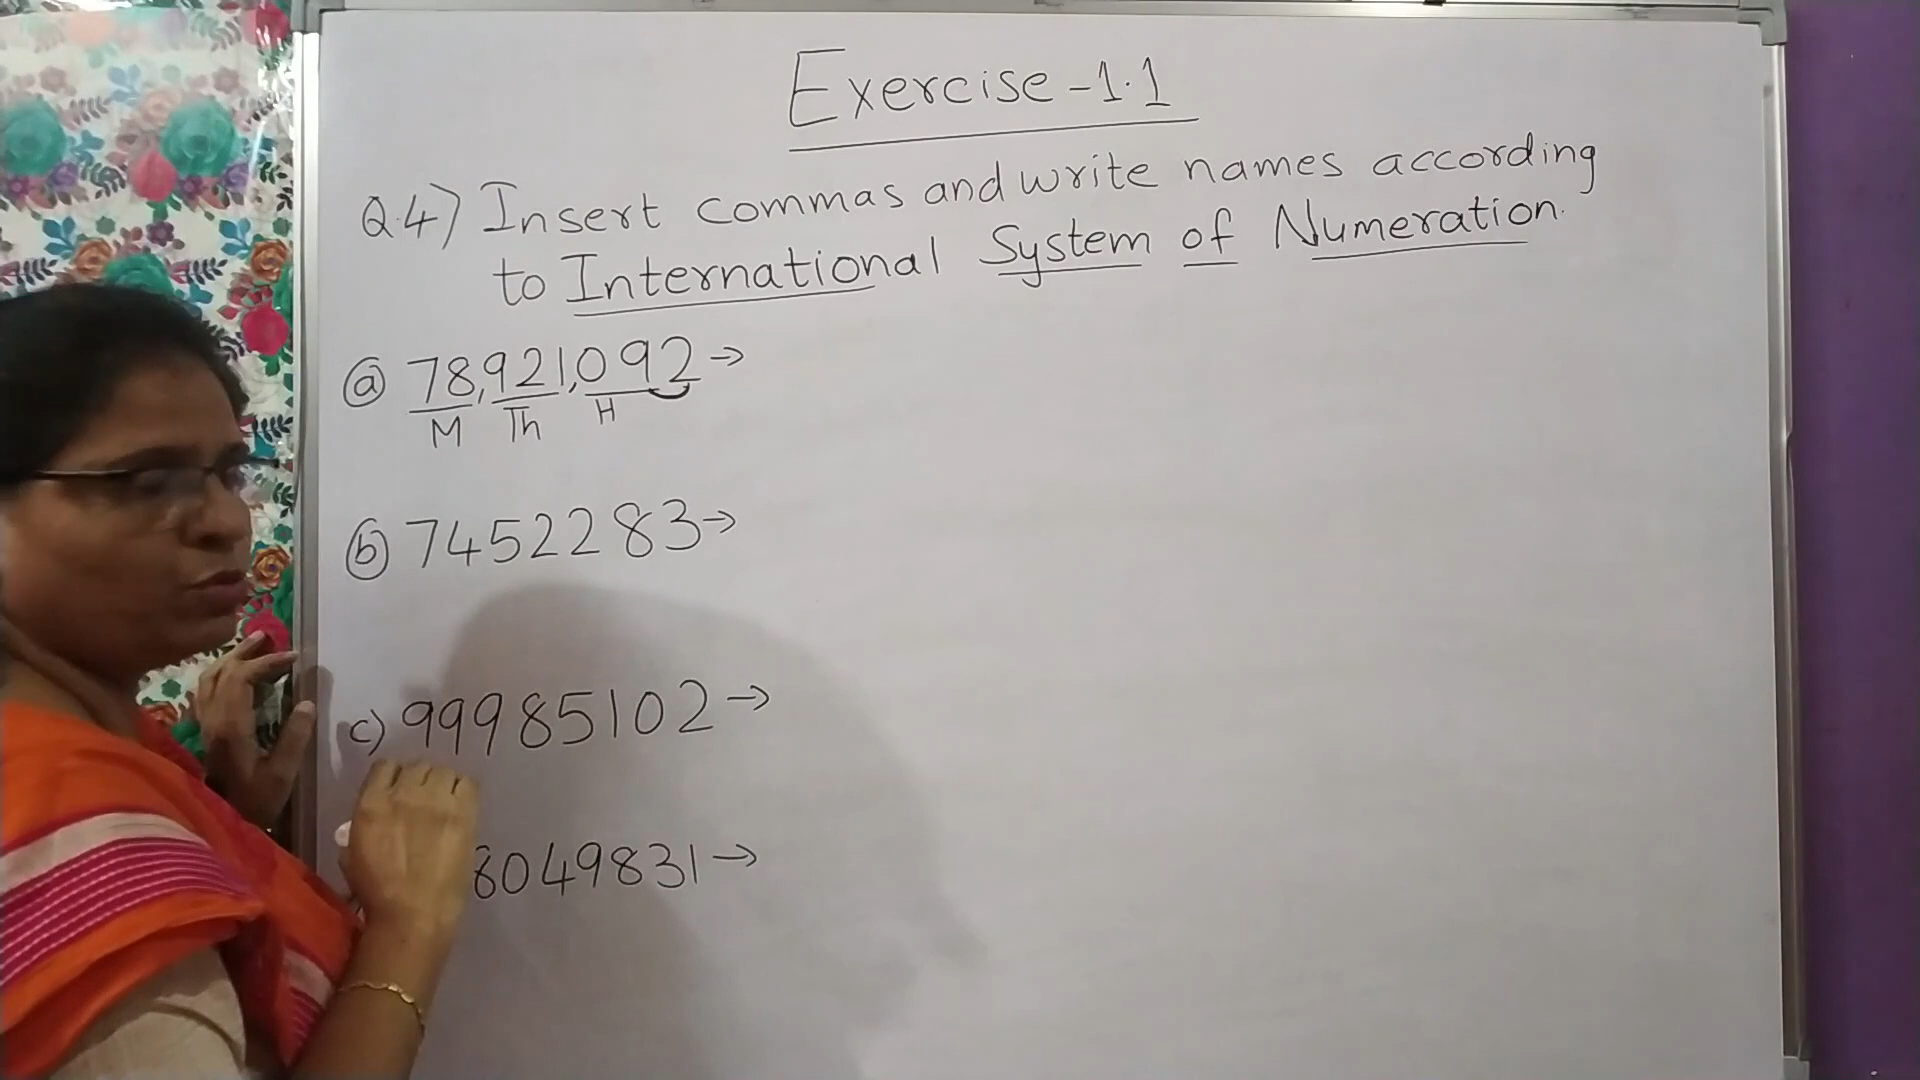 Exercise-1.1
Q.4) Insert commas and write names according
to International System of Numeration.
a 78,921,092→
M Th H
b 7452283→
c) 99985102→
8049831→